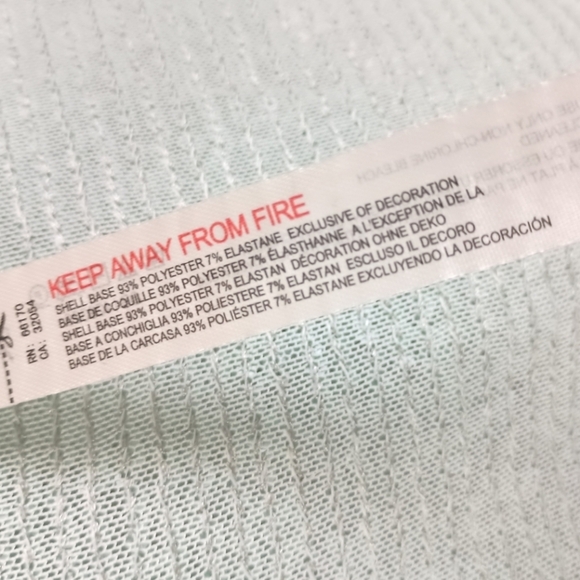 KEEP AWAY FROM FIRE
SHELL BASE 93% POLYESTER 7% ELASTANE EXCLUSIVE OF DECORATION
BASE DE COQUILLE 93% POLYESTER 7% ÉLASTHANNE A L'EXCEPTION DE LA
SHELL BASE 93% POLYESTER 7% ELASTAN DÉCORATION OHNE DEKO
BASE A CONCHIGLIA 93% POLIESTERE 7% ELASTAN ESCLUSO IL DECORO
BASE DE LA CARCASA 93% POLIÉSTER 7% ELASTANE EXCLUYENDO LA DECORACIÓN
RN: 66170
CA: 32054